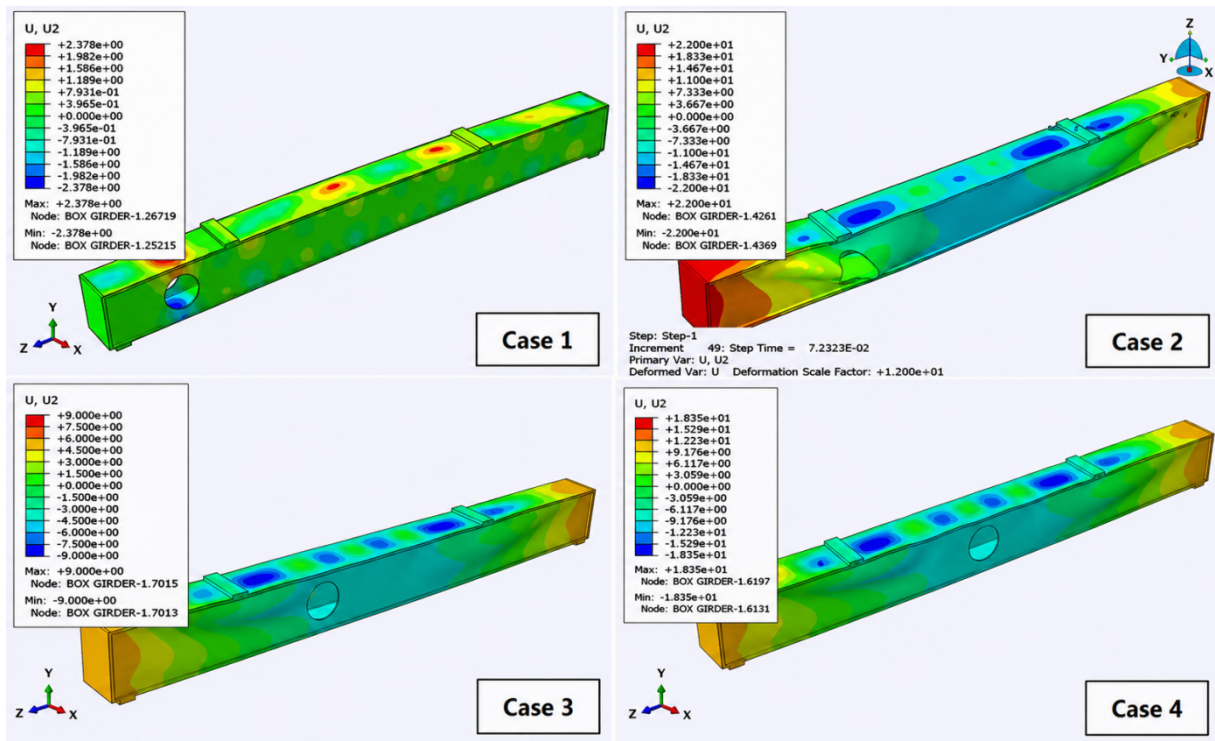 U, U2
+2.378e+00
+1.982e+00
+1.586e+00
+1.189e+00
+7.931e-01
+3.965e-01
+0.000e+00
-3.965e-01
-7.931e-01
-1.189e+00
-1.586e+00
-1.982e+00
-2.378e+00
Max: +2.378e+00
Node: BOX GIRDER-1.26719
Min: -2.378e+00
Node: BOX GIRDER-1.25215
Y
Z
X
Case 1
U, U2
+2.200e+01
+1.833e+01
+1.467e+01
+1.100e+01
+7.333e+00
+3.667e+00
+0.000e+00
-3.667e+00
-7.333e+00
-1.100e+01
-1.467e+01
-1.833e+01
-2.200e+01
Max: +2.200e+01
Node: BOX GIRDER-1.4261
Min: -2.200e+01
Node: BOX GIRDER-1.4369
Z
Y
X
Step: Step-1
Increment 49: Step Time = 7.2323E-02
Primary Var: U, U2
Deformed Var: U Deformation Scale Factor: +1.200e+01
Case 2
U, U2
+9.000e+00
+7.500e+00
+6.000e+00
+4.500e+00
+3.000e+00
+1.500e+00
+0.000e+00
-1.500e+00
-3.000e+00
-4.500e+00
-6.000e+00
-7.500e+00
-9.000e+00
Max: +9.000e+00
Node: BOX GIRDER-1.7015
Min: -9.000e+00
Node: BOX GIRDER-1.7013
Y
Z
X
Case 3
U, U2
+1.835e+01
+1.529e+01
+1.223e+01
+9.176e+00
+6.117e+00
+3.059e+00
+0.000e+00
-3.059e+00
-6.117e+00
-9.176e+00
-1.223e+01
-1.529e+01
-1.835e+01
Max: +1.835e+01
Node: BOX GIRDER-1.6197
Min: -1.835e+01
Node: BOX GIRDER-1.6131
Y
Z
X
Case 4